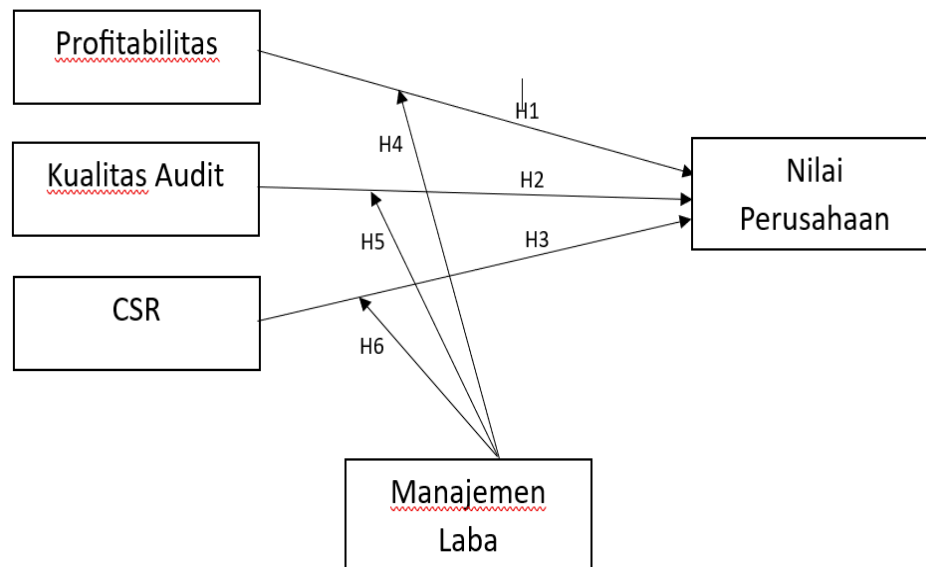 Profitabilitas
H1
H4
Kualitas Audit
H2
Nilai
Perusahaan
H5
H3
CSR
H6
Manajemen
Laba